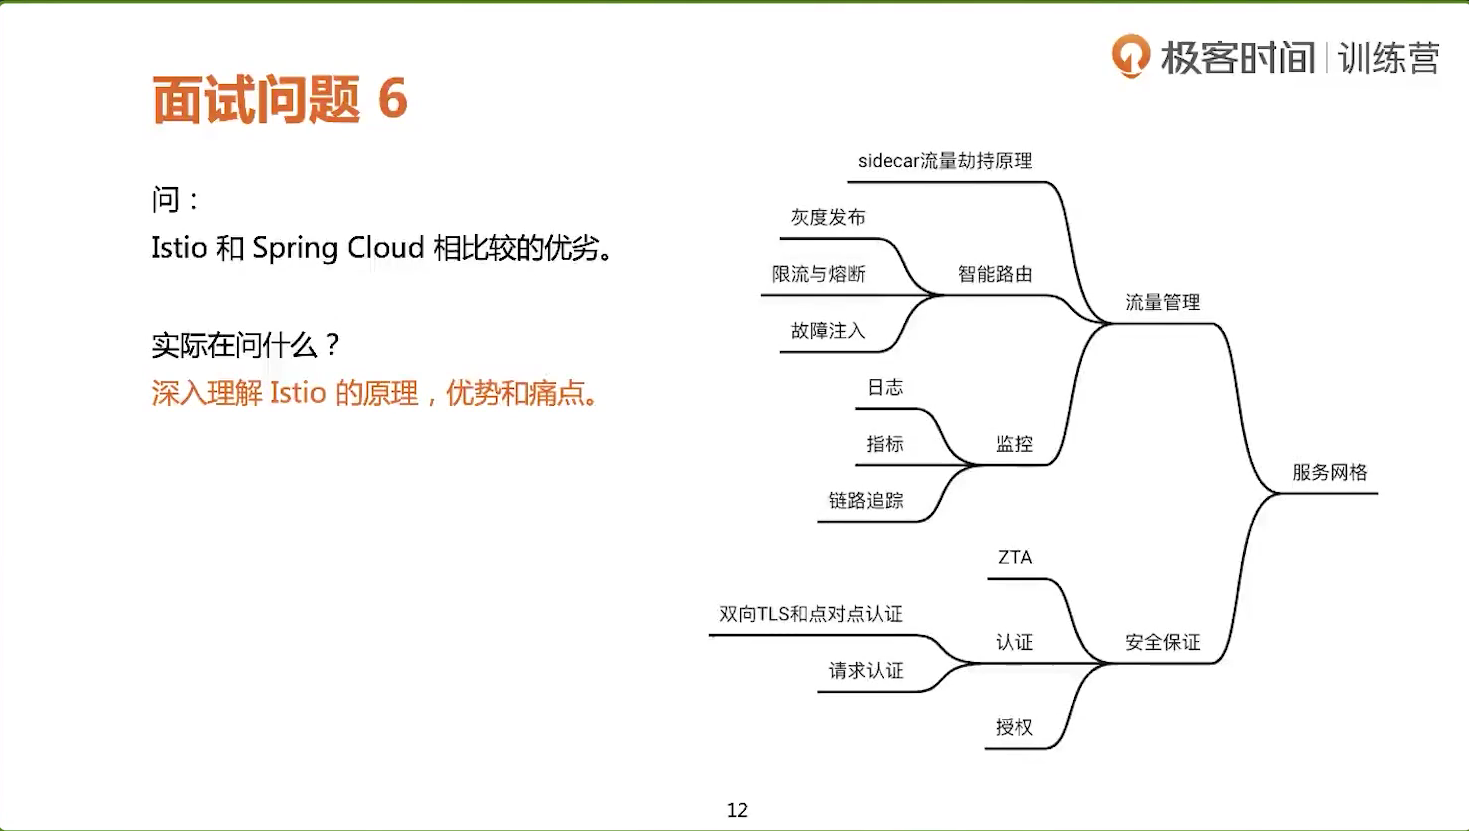 极客时间 | 训练营
面试问题 6
问：
Istio 和 Spring Cloud 相比较的优劣。
实际在问什么？
深入理解 Istio 的原理，优势和痛点。
sidecar流量劫持原理
灰度发布
限流与熔断
智能路由
故障注入
流量管理
日志
指标
监控
链路追踪
服务网格
ZTA
双向TLS和点对点认证
认证
请求认证
安全保证
授权
12